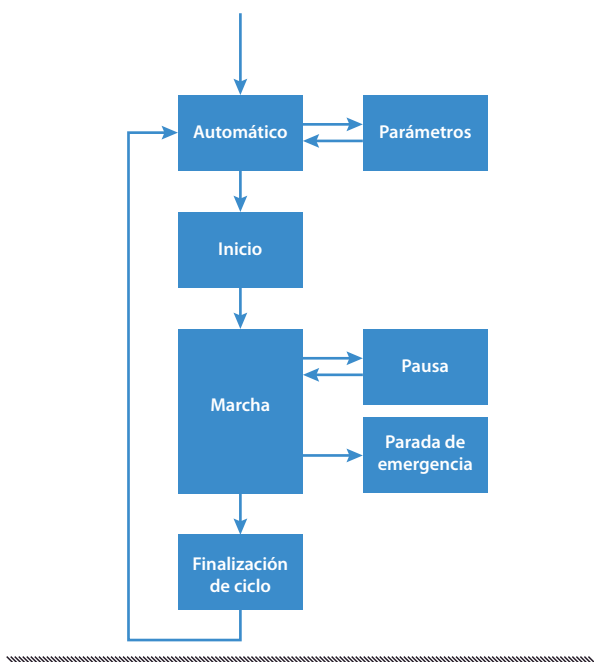 Automático
Parámetros
Inicio
Marcha
Pausa
Parada de
emergencia
Finalización
de ciclo